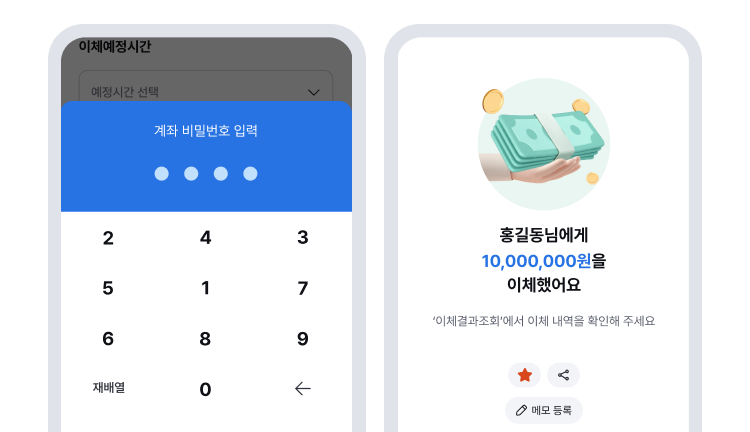 이체예정시간
예정시간 선택
계좌 비밀번호 입력
2 4 3
5 1 7
6 8 9
재배열 0
홍길동님에게
10,000,000원을
이체했어요
‘이체결과조회’에서 이체 내역을 확인해 주세요
메모 등록